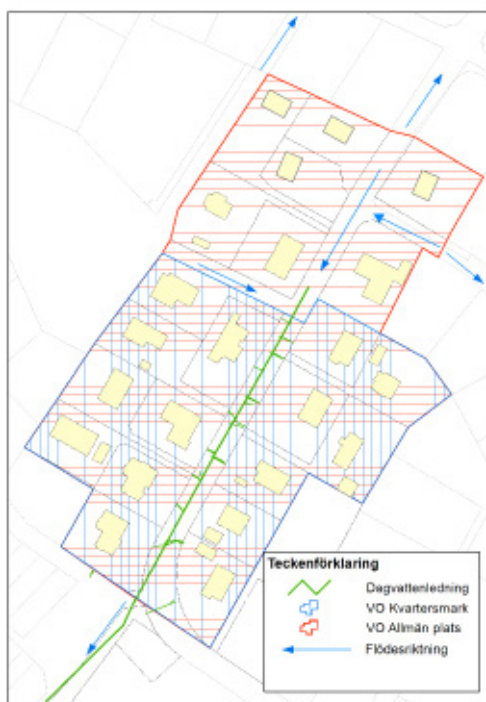 Teckenförklaring
Dagvattenledning
VO Kvartersmark
VO Allmän plats
Flödesriktning